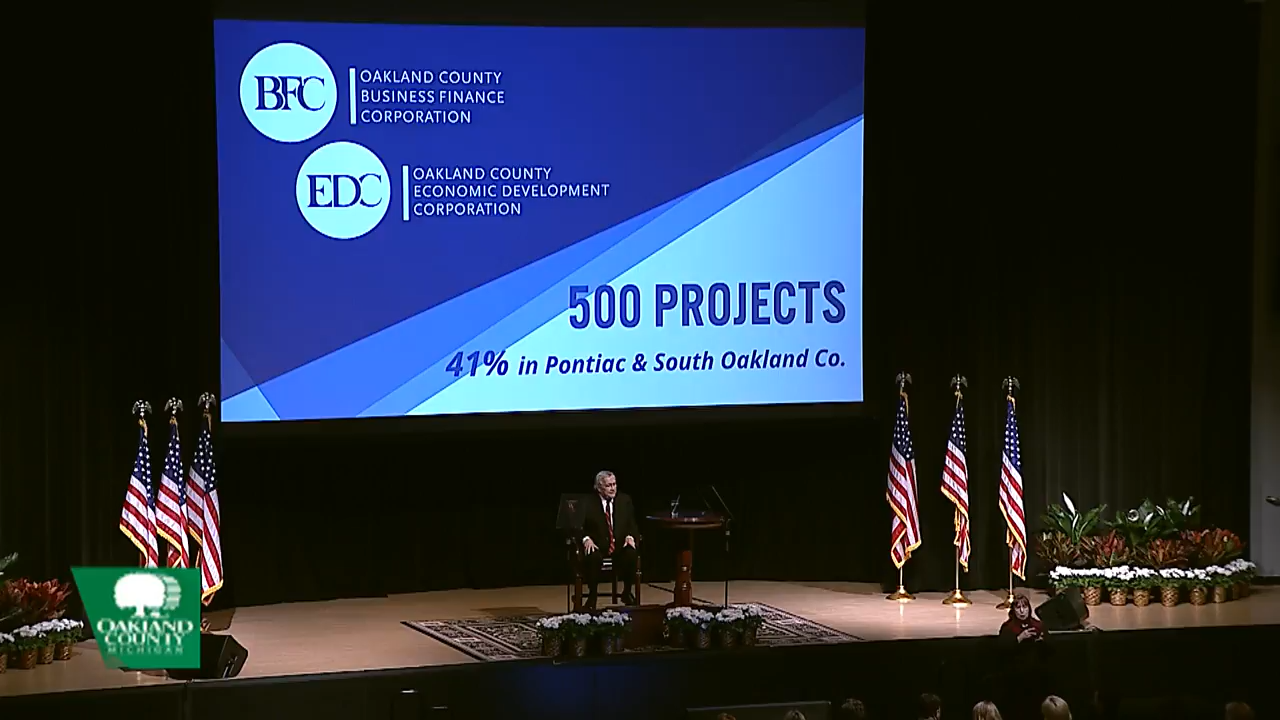 BFC
OAKLAND COUNTY
BUSINESS FINANCE
CORPORATION
EDC
OAKLAND COUNTY
ECONOMIC DEVELOPMENT
CORPORATION
500 PROJECTS
41% in Pontiac & South Oakland Co.
OAKLAND
COUNTY
MICHIGAN